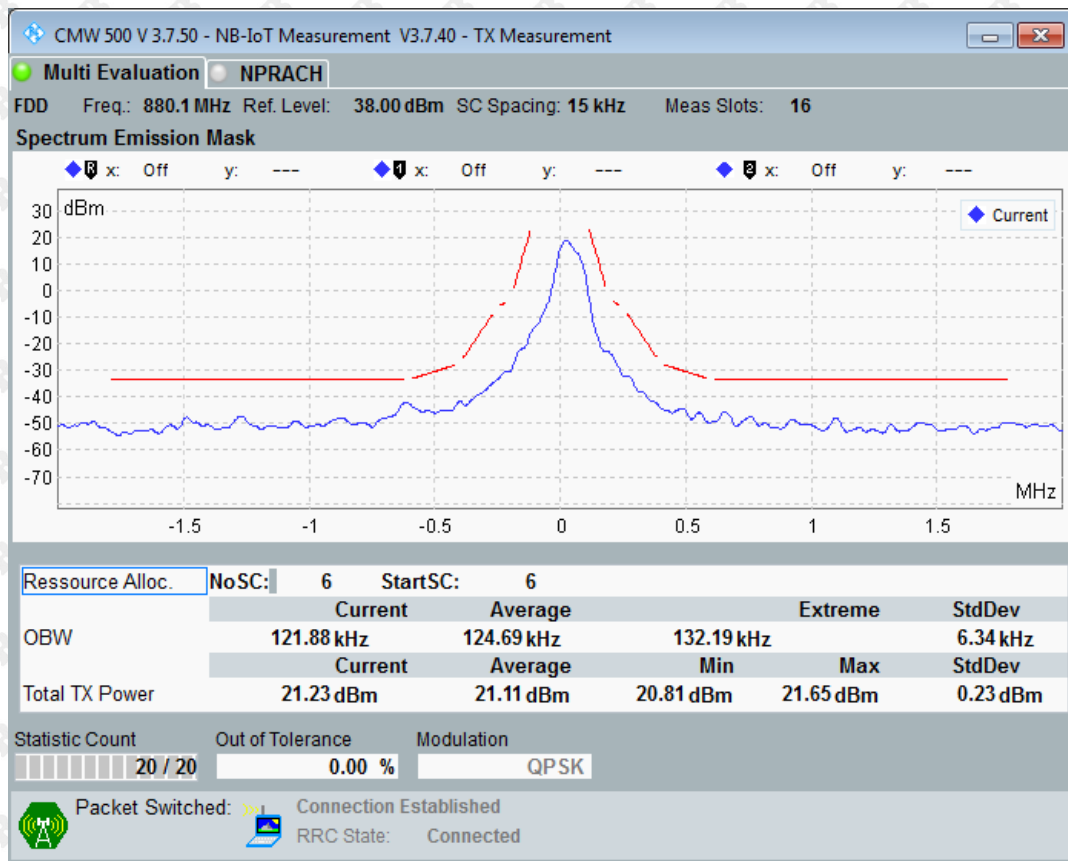 CMW 500 V 3.7.50 - NB-IoT Measurement V3.7.40 - TX Measurement
Multi Evaluation NPRACH
FDD Freq.: 880.1 MHz Ref. Level: 38.00 dBm SC Spacing: 15 kHz Meas Slots: 16
Spectrum Emission Mask
R x: Off y: --- 1 x: Off y: --- 2 x: Off y: ---
dBm
Current
30
20
10
0
-10
-20
-30
-40
-50
-60
-70
MHz
-1.5 -1 -0.5 0 0.5 1 1.5
Ressource Alloc. NoSC: 6 StartSC: 6
Current Average Extreme StdDev
OBW 121.88 kHz 124.69 kHz 132.19 kHz 6.34 kHz
Current Average Min Max StdDev
Total TX Power 21.23 dBm 21.11 dBm 20.81 dBm 21.65 dBm 0.23 dBm
Statistic Count Out of Tolerance Modulation
20 / 20 0.00 % QPSK
Packet Switched: Connection Established
RRC State: Connected